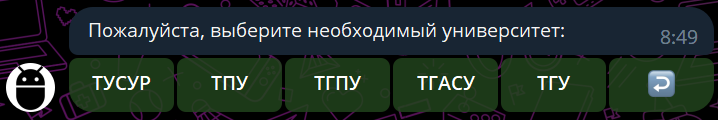 Пожалуйста, выберите необходимый университет:
8:49
ТУСУР ТПУ ТГПУ ТГАСУ ТГУ